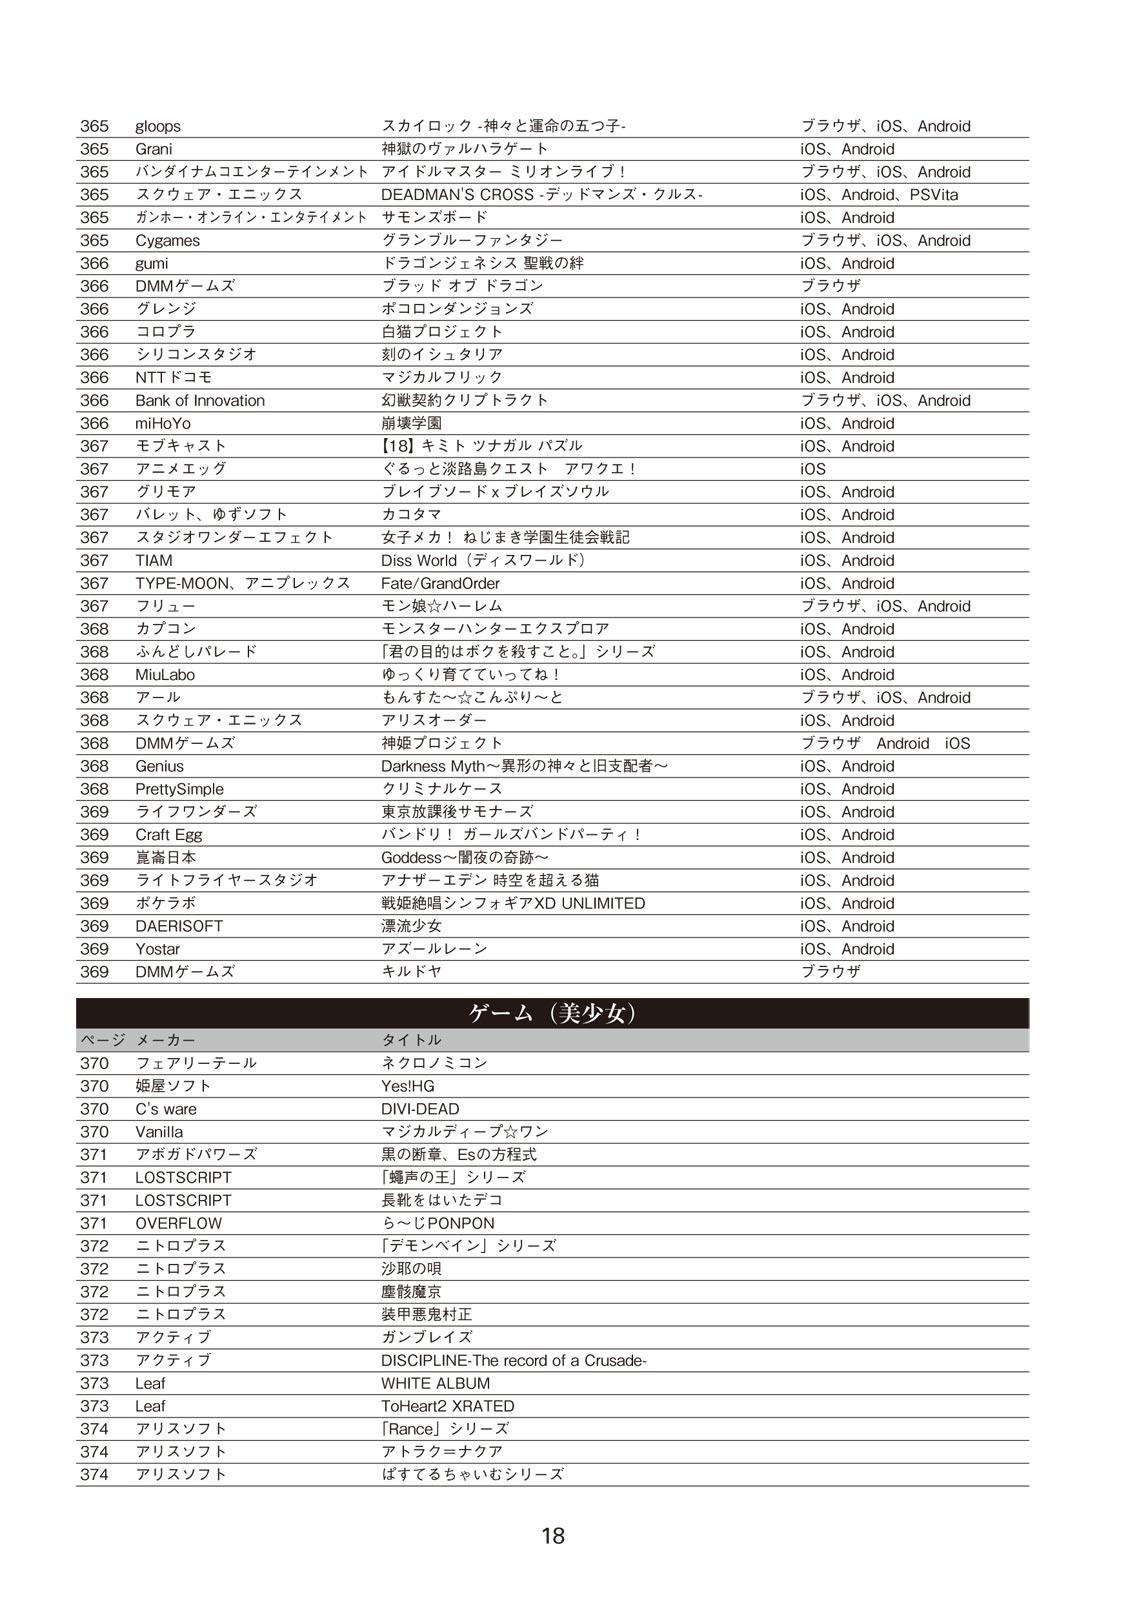 365 gloops スカイロック -神々と運命の五つ子- ブラウザ、iOS、Android
365 Grani 神獄のヴァルハラゲート iOS、Android
365 バンダイナムコエンターテインメント アイドルマスター ミリオンライブ！ ブラウザ、iOS、Android
365 スクウェア・エニックス DEADMAN'S CROSS -デッドマンズ・クルス- iOS、Android、PSVita
365 ガンホー・オンライン・エンタテイメント サモンズボード iOS、Android
365 Cygames グランブルーファンタジー ブラウザ、iOS、Android
366 gumi ドラゴンジェネシス 聖戦の絆 iOS、Android
366 DMMゲームズ ブラッド オブ ドラゴン ブラウザ
366 グレンジ ポコロンダンジョンズ iOS、Android
366 コロプラ 白猫プロジェクト iOS、Android
366 シリコンスタジオ 刻のイシュタリア iOS、Android
366 NTTドコモ マジカルフリック iOS、Android
366 Bank of Innovation 幻獣契約クリプトラクト ブラウザ、iOS、Android
366 miHoYo 崩壊学園 iOS、Android
367 モブキャスト 【18】キミト ツナガル パズル iOS、Android
367 アニメエッグ ぐるっと淡路島クエスト　アワクエ！ iOS
367 グリモア ブレイブソード x ブレイズソウル iOS、Android
367 バレット、ゆずソフト カコタマ iOS、Android
367 スタジオワンダーエフェクト 女子メカ！ ねじまき学園生徒会戦記 iOS、Android
367 TIAM Diss World（ディスワールド） iOS、Android
367 TYPE-MOON、アニプレックス Fate/GrandOrder iOS、Android
367 フリュー モン娘☆ハーレム ブラウザ、iOS、Android
368 カプコン モンスターハンターエクスプロア iOS、Android
368 ふんどしパレード 「君の目的はボクを殺すこと。」シリーズ iOS、Android
368 MiuLabo ゆっくり育てていってね！ iOS、Android
368 アール もんすた〜☆こんぷり〜と ブラウザ、iOS、Android
368 スクウェア・エニックス アリスオーダー iOS、Android
368 DMMゲームズ 神姫プロジェクト ブラウザ　Android　iOS
368 Genius Darkness Myth〜異形の神々と旧支配者〜 iOS、Android
368 PrettySimple クリミナルケース iOS、Android
369 ライフワンダーズ 東京放課後サモナーズ iOS、Android
369 Craft Egg バンドリ！ ガールズバンドパーティ！ iOS、Android
369 崑崙日本 Goddess〜闇夜の奇跡〜 iOS、Android
369 ライトフライヤースタジオ アナザーエデン 時空を超える猫 iOS、Android
369 ポケラボ 戦姫絶唱シンフォギアXD UNLIMITED iOS、Android
369 DAERISOFT 漂流少女 iOS、Android
369 Yostar アズールレーン iOS、Android
369 DMMゲームズ キルドヤ ブラウザ
ゲーム（美少女）
ページ メーカー タイトル
370 フェアリーテール ネクロノミコン
370 姫屋ソフト Yes!HG
370 C's ware DIVI-DEAD
370 Vanilla マジカルディープ☆ワン
371 アボガドパワーズ 黒の断章、Esの方程式
371 LOSTSCRIPT 「蠅声の王」シリーズ
371 LOSTSCRIPT 長靴をはいたデコ
371 OVERFLOW ら〜じPONPON
372 ニトロプラス 「デモンベイン」シリーズ
372 ニトロプラス 沙耶の唄
372 ニトロプラス 塵骸魔京
372 ニトロプラス 装甲悪鬼村正
373 アクティブ ガンブレイズ
373 アクティブ DISCIPLINE-The record of a Crusade-
373 Leaf WHITE ALBUM
373 Leaf ToHeart2 XRATED
374 アリスソフト 「Rance」シリーズ
374 アリスソフト アトラク＝ナクア
374 アリスソフト ぱすてるちゃいむシリーズ
18